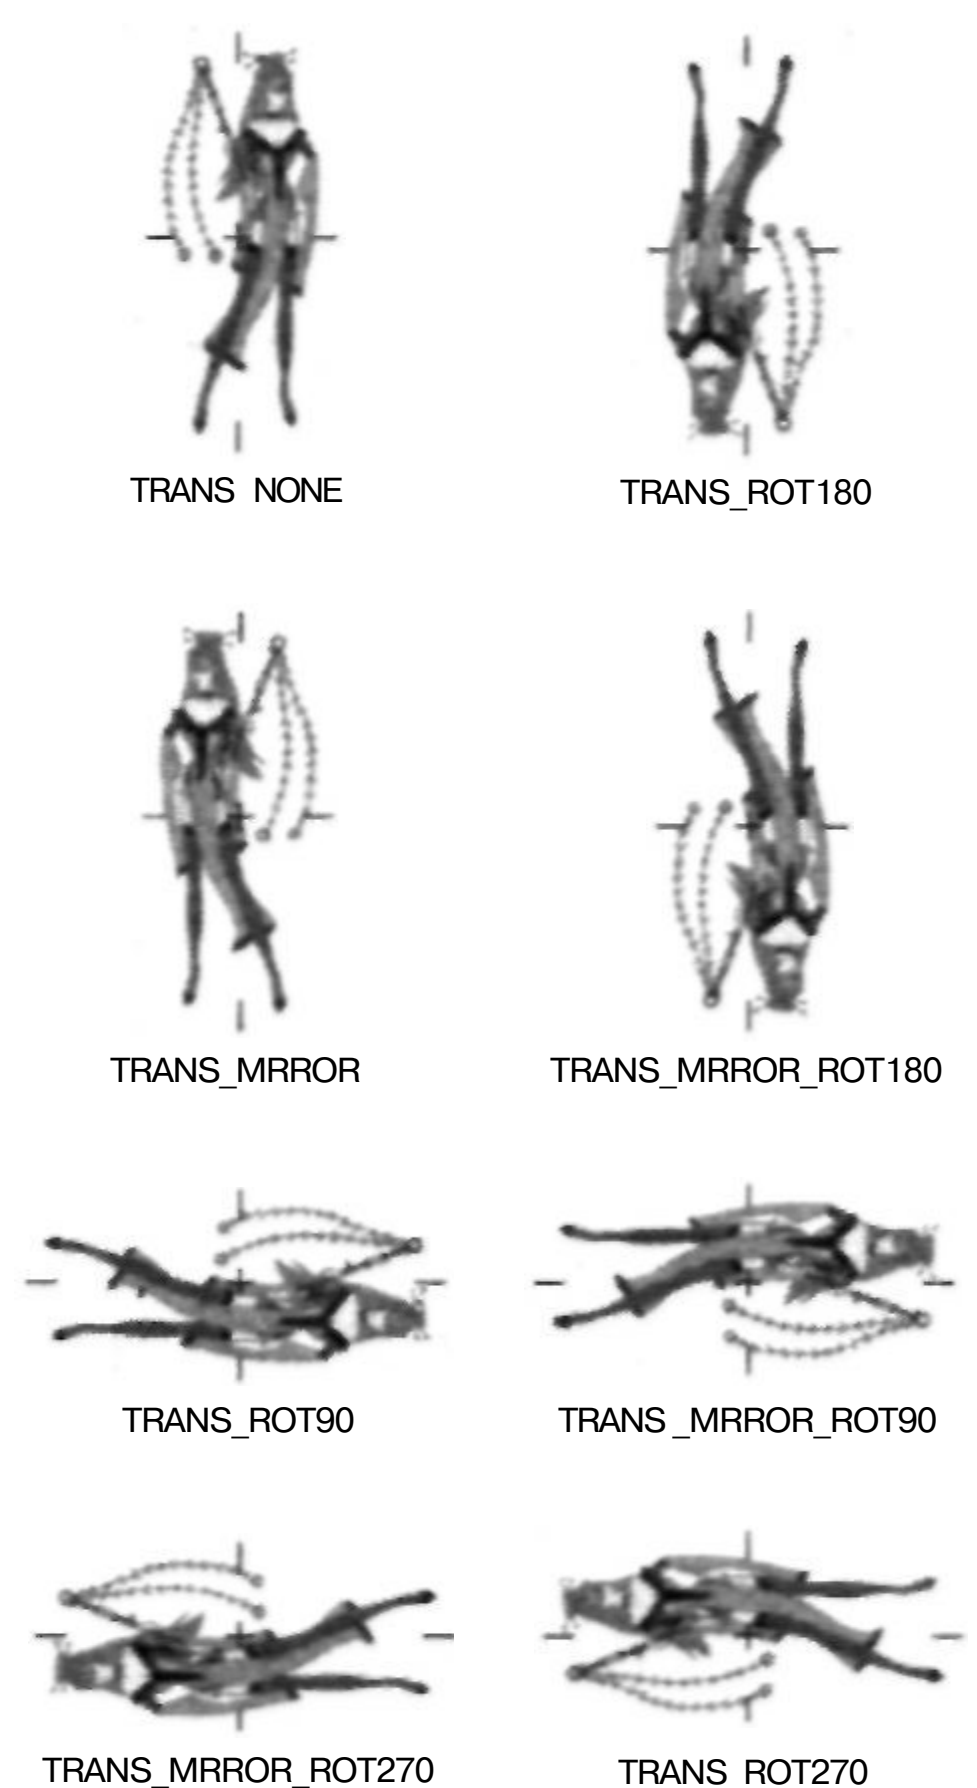 TRANS NONE
TRANS_ROT180
TRANS_MRROR
TRANS_MRROR_ROT180
TRANS_ROT90
TRANS _MRROR_ROT90
TRANS_MRROR_ROT270
TRANS ROT270